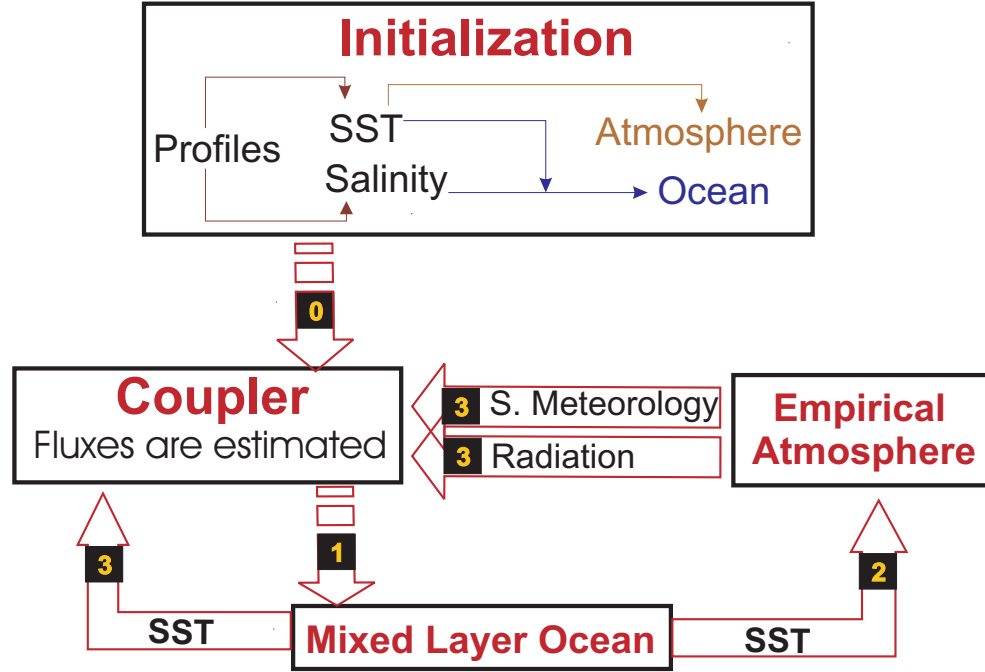 Initialization
SST
Atmosphere
Profiles
Salinity
Ocean
0
Coupler
Fluxes are estimated
3 S. Meteorology
3 Radiation
Empirical
Atmosphere
3
1
2
SST
Mixed Layer Ocean
SST